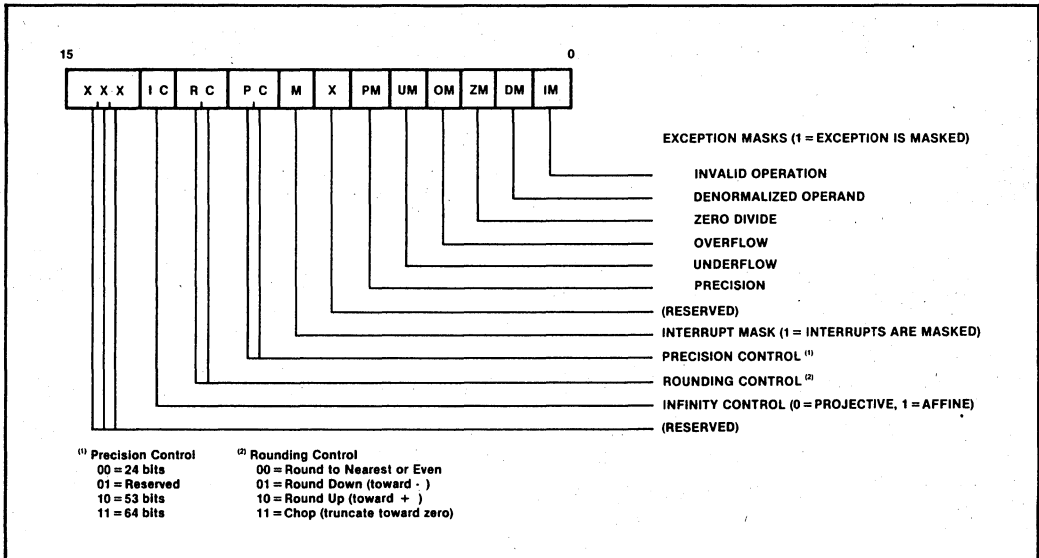 15 0
X X X I C R C P C M X PM UM OM ZM DM IM
EXCEPTION MASKS (1 = EXCEPTION IS MASKED)
INVALID OPERATION
DENORMALIZED OPERAND
ZERO DIVIDE
OVERFLOW
UNDERFLOW
PRECISION
(RESERVED)
INTERRUPT MASK (1 = INTERRUPTS ARE MASKED)
PRECISION CONTROL (1)
ROUNDING CONTROL (2)
INFINITY CONTROL (0 = PROJECTIVE, 1 = AFFINE)
(RESERVED)
(1) Precision Control
00 = 24 bits
01 = Reserved
10 = 53 bits
11 = 64 bits
(2) Rounding Control
00 = Round to Nearest or Even
01 = Round Down (toward - )
10 = Round Up (toward + )
11 = Chop (truncate toward zero)